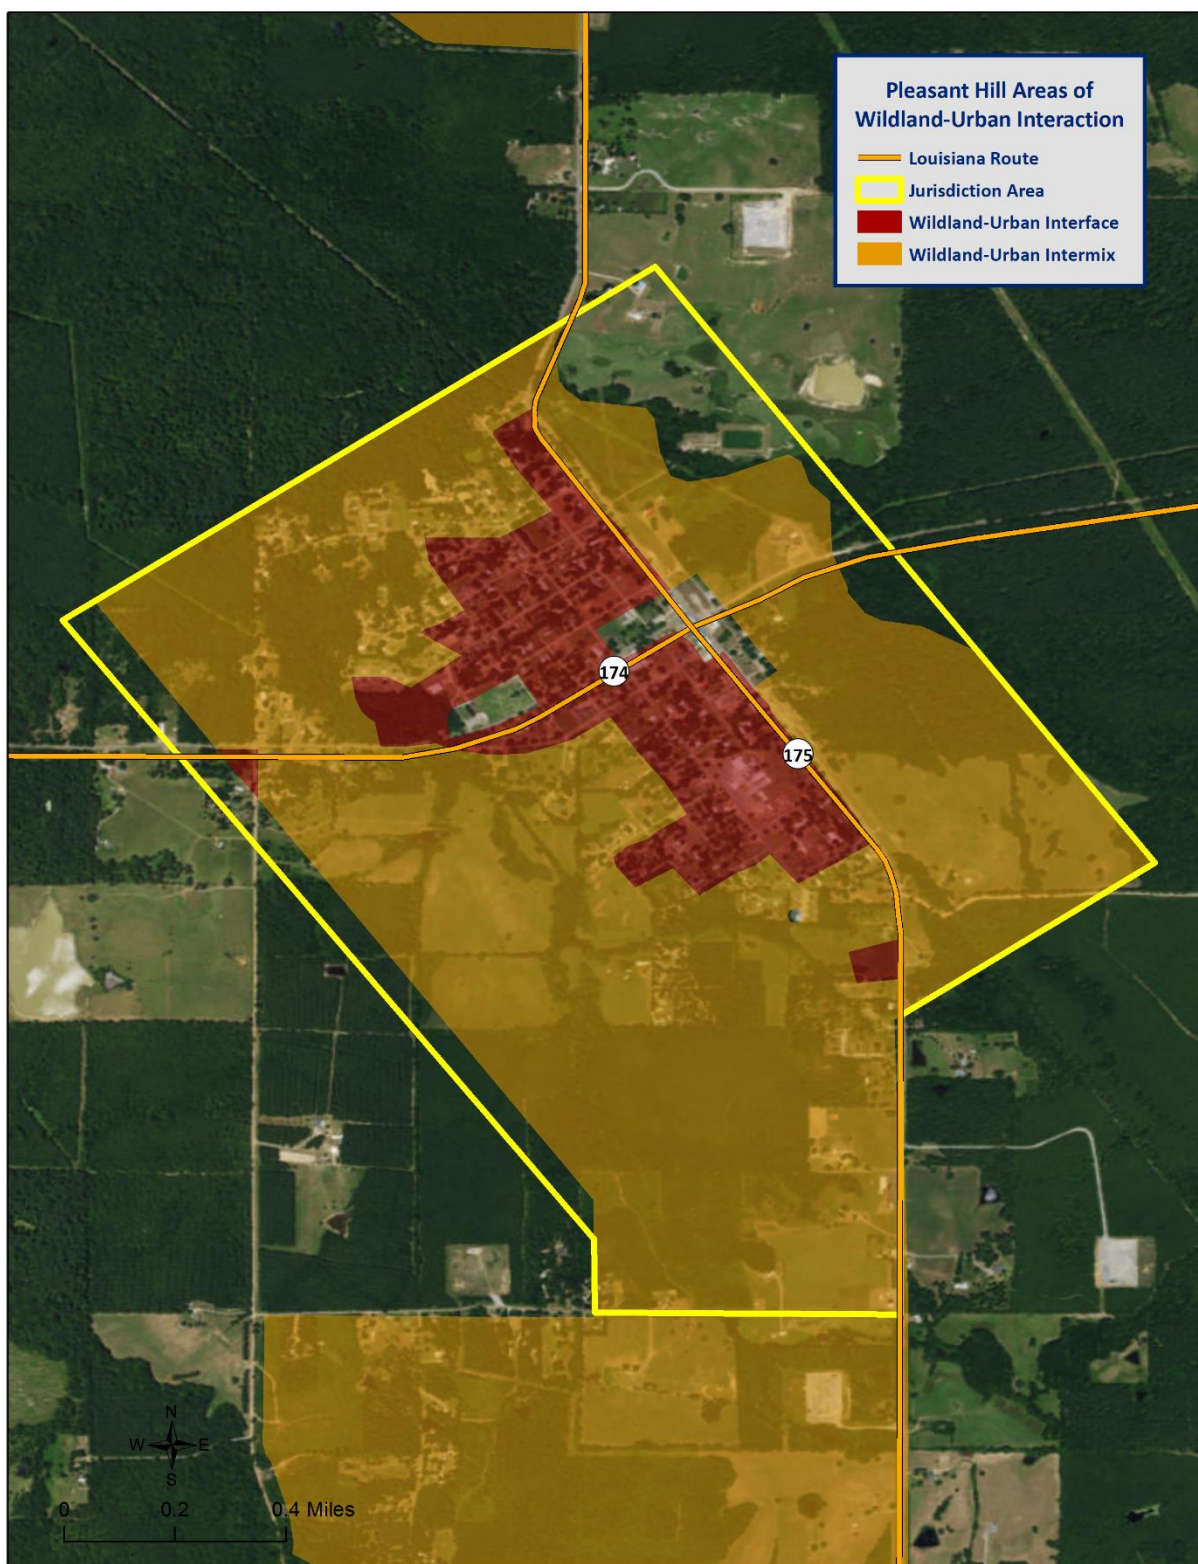 Pleasant Hill Areas of
Wildland-Urban Interaction
Louisiana Route
Jurisdiction Area
Wildland-Urban Interface
Wildland-Urban Intermix
174
175
N
W E
S
0 0.2 0.4 Miles